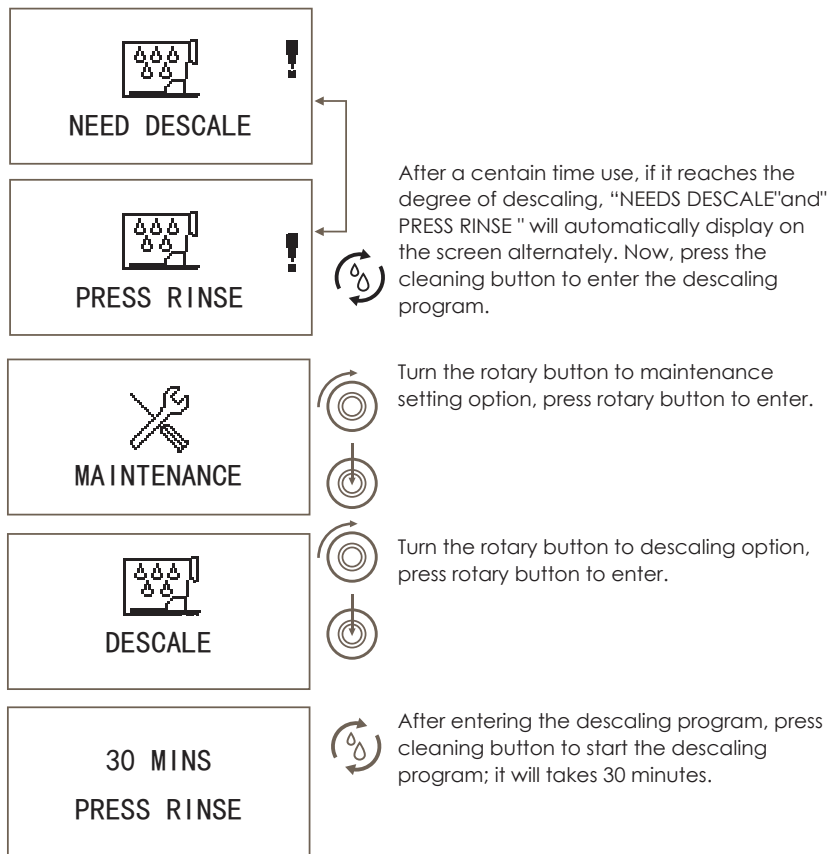 NEED DESCALE
PRESS RINSE
After a centain time use, if it reaches the
degree of descaling, “NEEDS DESCALE"and"
PRESS RINSE " will automatically display on
the screen alternately. Now, press the
cleaning button to enter the descaling
program.
MAINTENANCE
Turn the rotary button to maintenance
setting option, press rotary button to enter.
DESCALE
Turn the rotary button to descaling option,
press rotary button to enter.
30 MINS
PRESS RINSE
After entering the descaling program, press
cleaning button to start the descaling
program; it will takes 30 minutes.